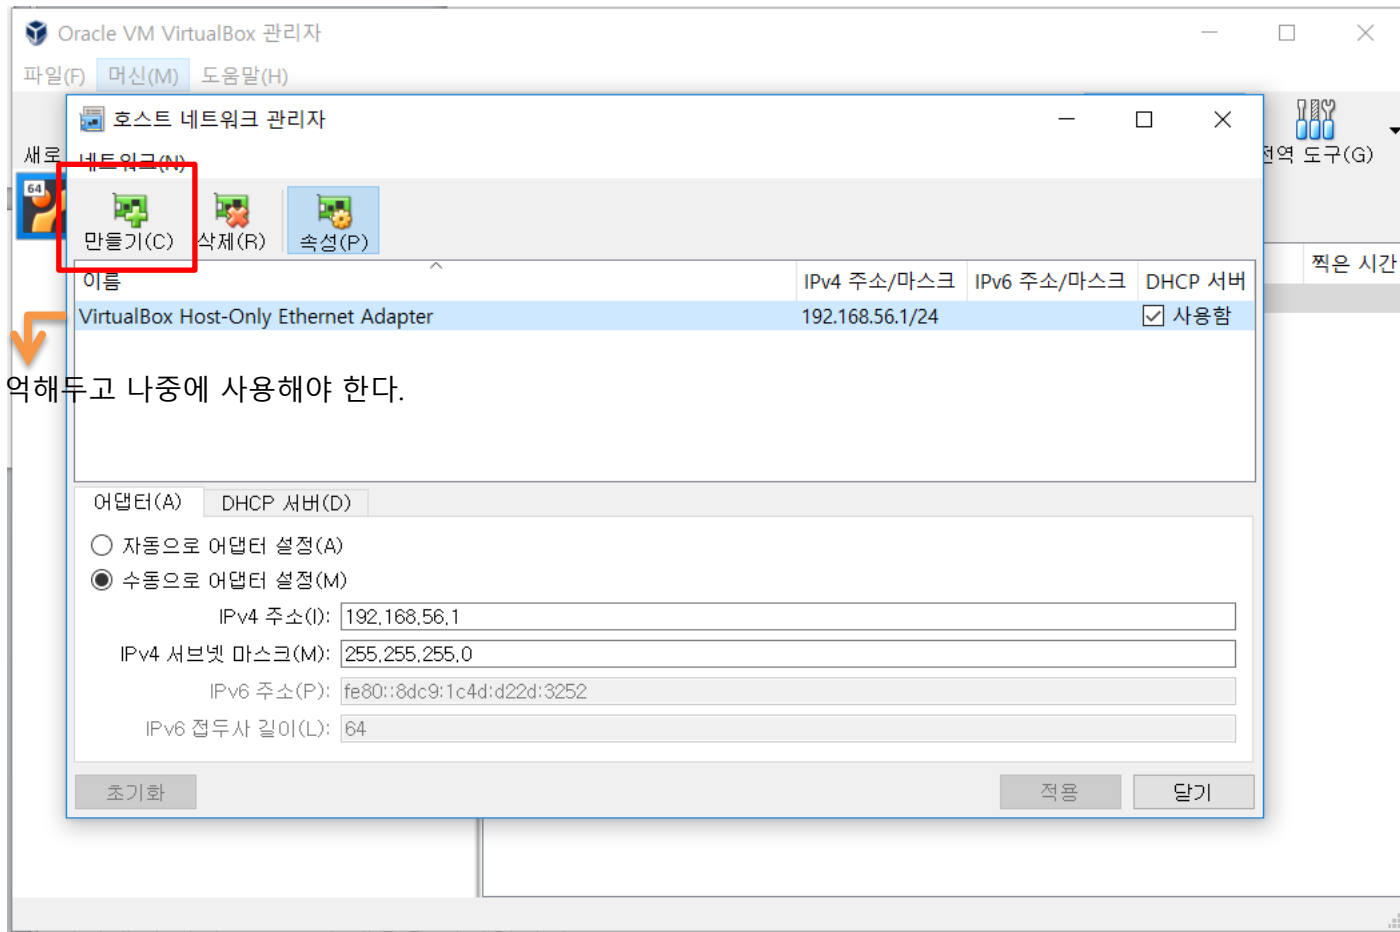 Oracle VM VirtualBox 관리자
파일(F) 머신(M) 도움말(H)
호스트 네트워크 관리자
네트워크(N)
새로
전역 도구(G)
64
만들기(C) 삭제(R) 속성(P)
찍은 시간
이름 IPv4 주소/마스크 IPv6 주소/마스크 DHCP 서버
VirtualBox Host-Only Ethernet Adapter 192.168.56.1/24 사용함
억해두고 나중에 사용해야 한다.
어댑터(A) DHCP 서버(D)
자동으로 어댑터 설정(A)
수동으로 어댑터 설정(M)
IPv4 주소(I): 192.168.56.1
IPv4 서브넷 마스크(M): 255.255.255.0
IPv6 주소(P): fe80::8dc9:1c4d:d22d:3252
IPv6 접두사 길이(L): 64
초기화 적용 닫기